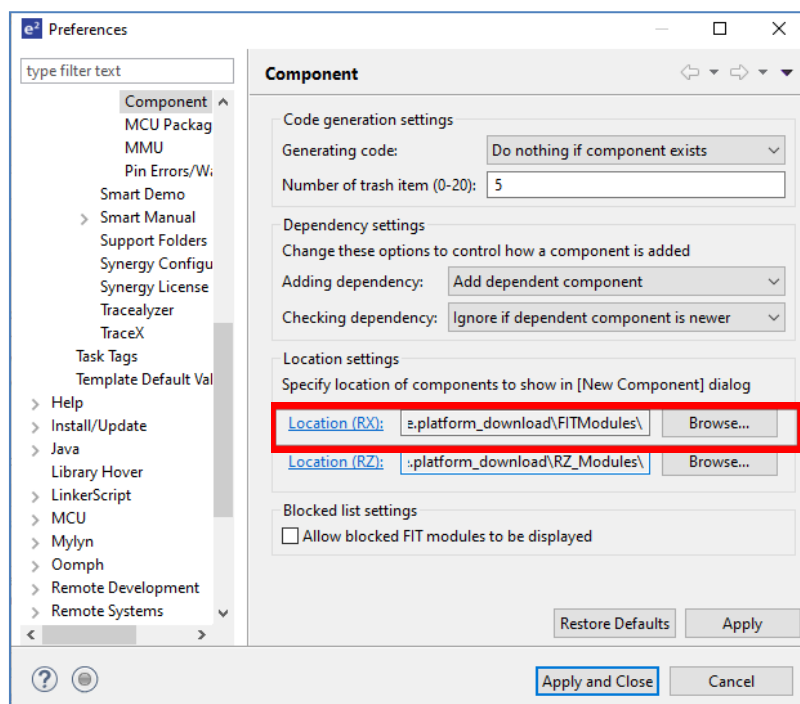 e² Preferences
type filter text
Component
MCU Packag
MMU
Pin Errors/Wa
Smart Demo
Smart Manual
Support Folders
Synergy Configu
Synergy License
Tracealyzer
TraceX
Task Tags
Template Default Val
Help
Install/Update
Java
Library Hover
LinkerScript
MCU
Mylyn
Oomph
Remote Development
Remote Systems
Component
Code generation settings
Generating code: Do nothing if component exists
Number of trash item (0-20): 5
Dependency settings
Change these options to control how a component is added
Adding dependency: Add dependent component
Checking dependency: Ignore if dependent component is newer
Location settings
Specify location of components to show in [New Component] dialog
Location (RX): e.platform_download\FITModules\ Browse...
Location (RZ): :.platform_download\RZ_Modules\ Browse...
Blocked list settings
Allow blocked FIT modules to be displayed
Restore Defaults Apply
? Apply and Close Cancel